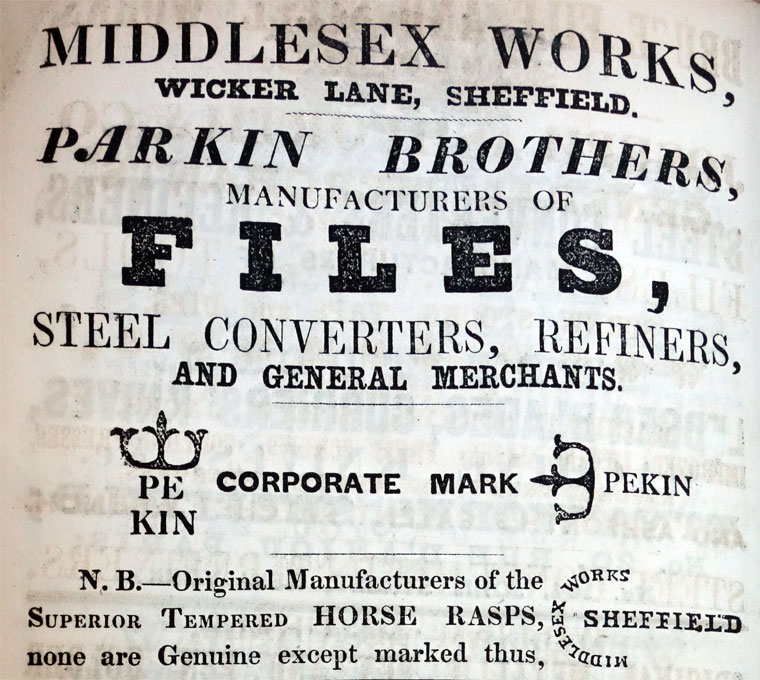 MIDDLESEX WORKS,
WICKER LANE, SHEFFIELD.
PARKIN BROTHERS,
MANUFACTURERS OF
FILES,
STEEL CONVERTERS, REFINERS,
AND GENERAL MERCHANTS.
PE
KIN
CORPORATE MARK
PEKIN
N. B.—Original Manufacturers of the
SUPERIOR TEMPERED HORSE RASPS,
none are Genuine except marked thus,
MIDDLESEX WORKS
SHEFFIELD